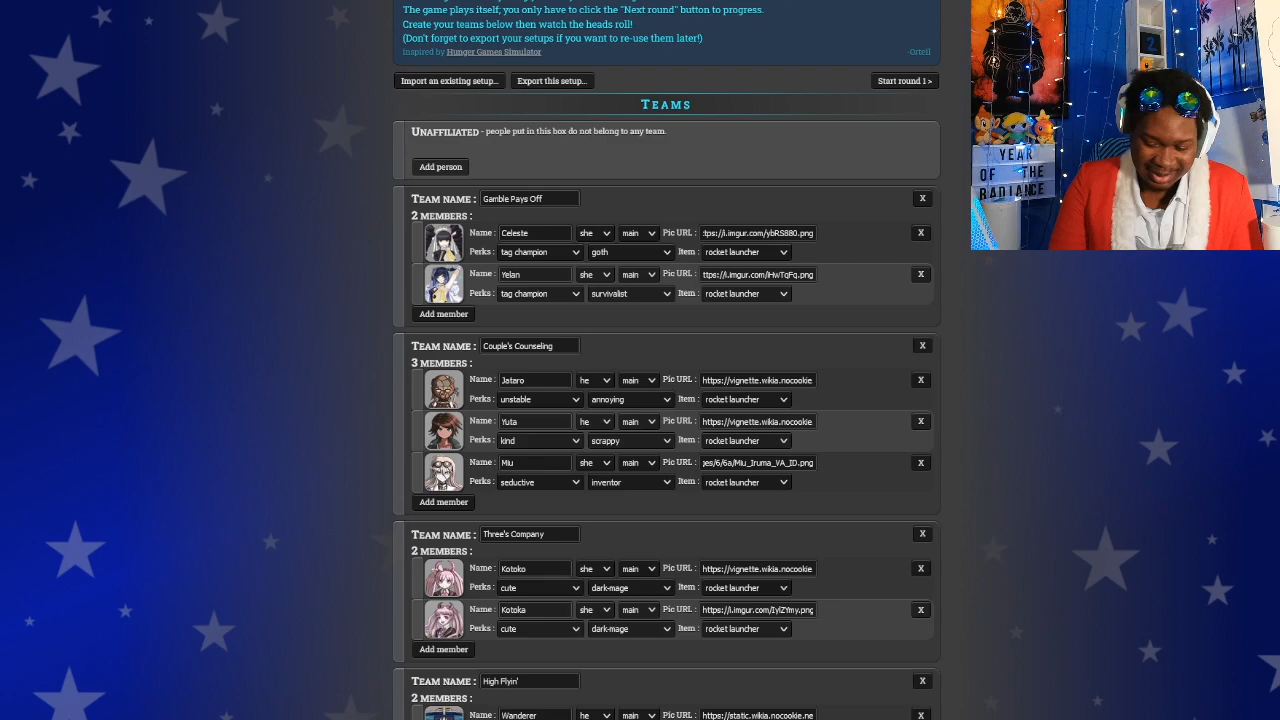 The game plays itself; you only have to click the "Next round" button to progress.
Create your teams below then watch the heads roll!
(Don't forget to export your setups if you want to re-use them later!)
Inspired by Hunger Games Simulator -Orteil
Import an existing setup... Export this setup... Start round 1 >
TEAMS
UNAFFILIATED - people put in this box do not belong to any team.
Add person
TEAM NAME : Gamble Pays Off X
2 MEMBERS :
Name : Celeste she main Pic URL : :tps://i.imgur.com/ybRS880.png X
Perks : tag champion goth Item : rocket launcher
Name : Yelan she main Pic URL : ttps://i.imgur.com/iHwTqFq.png X
Perks : tag champion survivalist Item : rocket launcher
Add member
TEAM NAME : Couple's Counseling X
3 MEMBERS :
Name : Jataro he main Pic URL : https://vignette.wikia.nocookie X
Perks : unstable annoying Item : rocket launcher
Name : Yuta he main Pic URL : https://vignette.wikia.nocookie X
Perks : kind scrappy Item : rocket launcher
Name : Miu she main Pic URL : ges/6/6a/Miu_Iruma_VA_ID.png X
Perks : seductive inventor Item : rocket launcher
Add member
TEAM NAME : Three's Company X
2 MEMBERS :
Name : Kotoko she main Pic URL : https://vignette.wikia.nocookie X
Perks : cute dark-mage Item : rocket launcher
Name : Kotoka she main Pic URL : https://i.imgur.com/IylZYmy.png X
Perks : cute dark-mage Item : rocket launcher
Add member
TEAM NAME : High Flyin' X
2 MEMBERS :
Name : Wanderer he main Pic URL : https://static.wikia.nocookie.ne X
2
YEAR
OF THE
RADIANCE